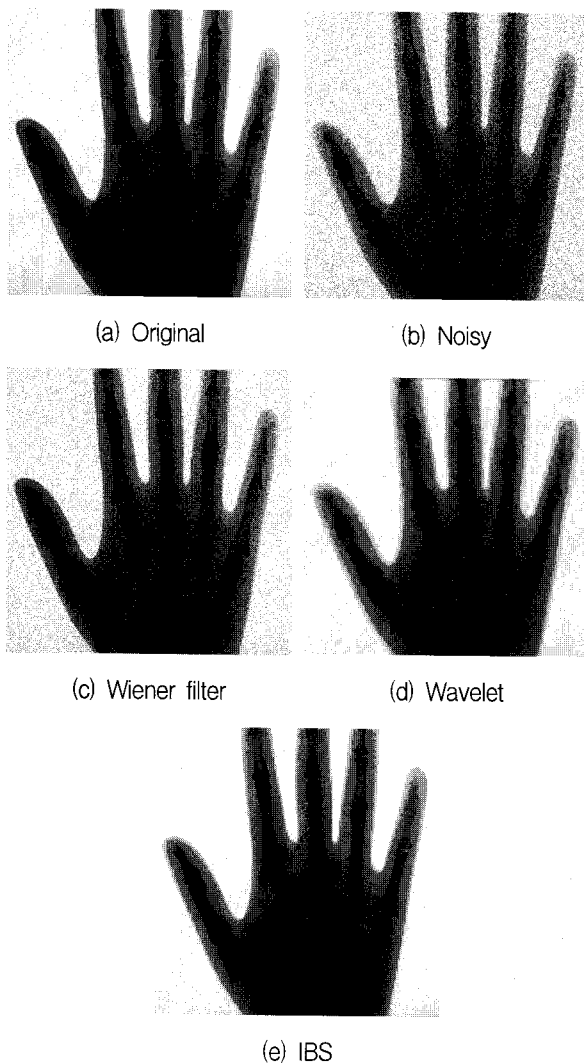 (a) Original
(b) Noisy
(c) Wiener filter
(d) Wavelet
(e) IBS